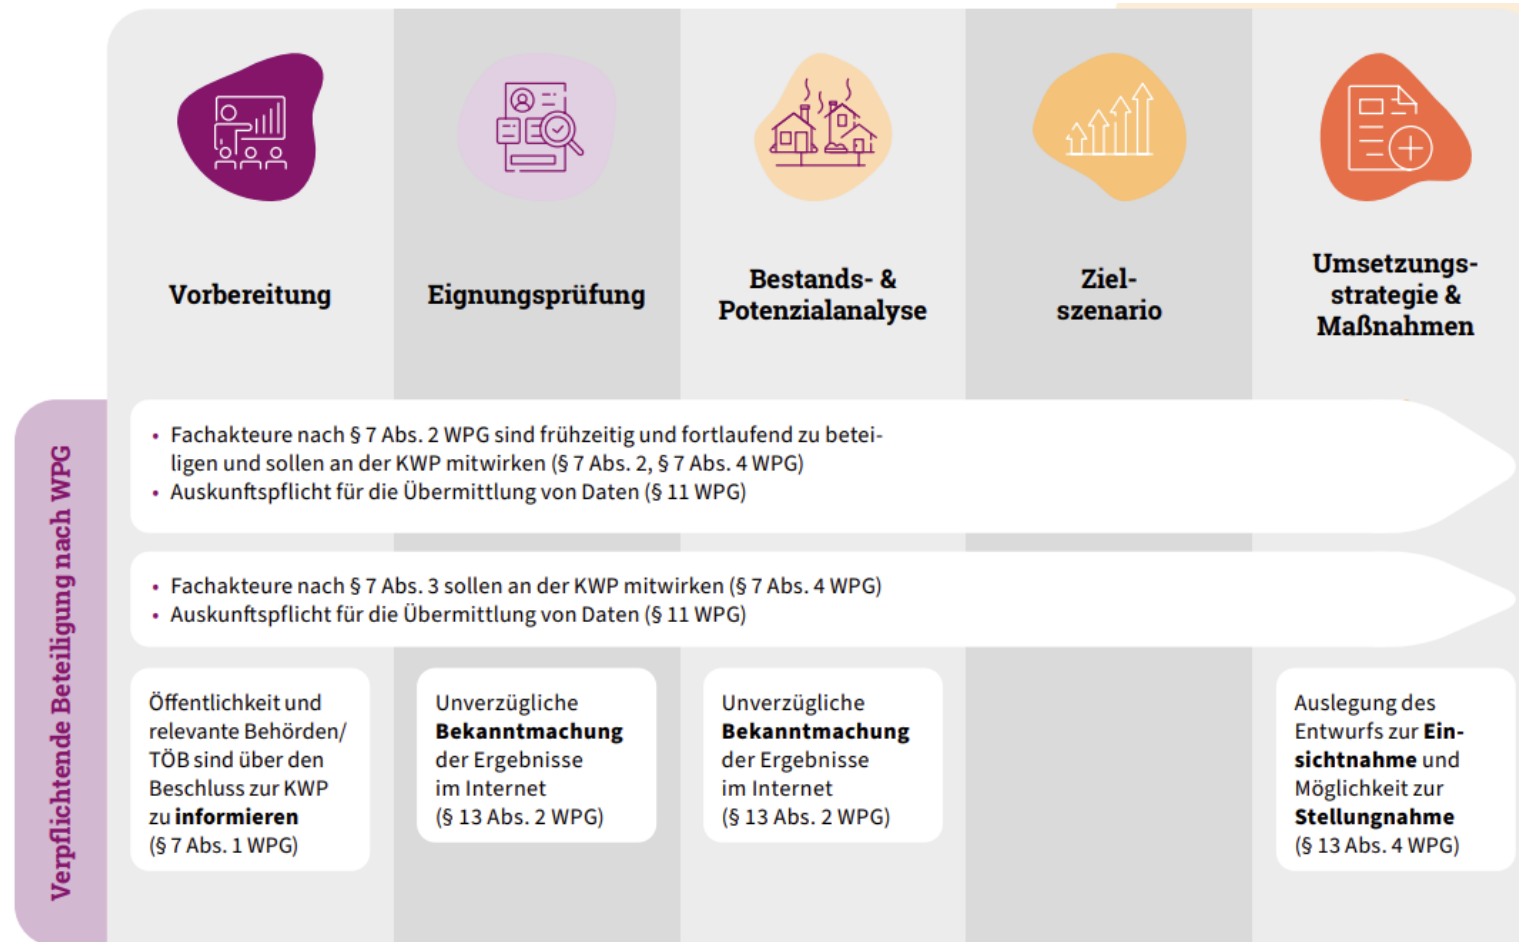 Vorbereitung
Eignungsprüfung
Bestands- &
Potenzialanalyse
Ziel-
szenario
Umsetzungs-
strategie &
Maßnahmen
Verpflichtende Beteiligung nach WPG
• Fachakteure nach § 7 Abs. 2 WPG sind frühzeitig und fortlaufend zu betei-
ligen und sollen an der KWP mitwirken (§ 7 Abs. 2, § 7 Abs. 4 WPG)
• Auskunftspflicht für die Übermittlung von Daten (§ 11 WPG)
• Fachakteure nach § 7 Abs. 3 sollen an der KWP mitwirken (§ 7 Abs. 4 WPG)
• Auskunftspflicht für die Übermittlung von Daten (§ 11 WPG)
Öffentlichkeit und
relevante Behörden/
TÖB sind über den
Beschluss zur KWP
zu informieren
(§ 7 Abs. 1 WPG)
Unverzügliche
Bekanntmachung
der Ergebnisse
im Internet
(§ 13 Abs. 2 WPG)
Unverzügliche
Bekanntmachung
der Ergebnisse
im Internet
(§ 13 Abs. 2 WPG)
Auslegung des
Entwurfs zur Ein-
sichtnahme und
Möglichkeit zur
Stellungnahme
(§ 13 Abs. 4 WPG)